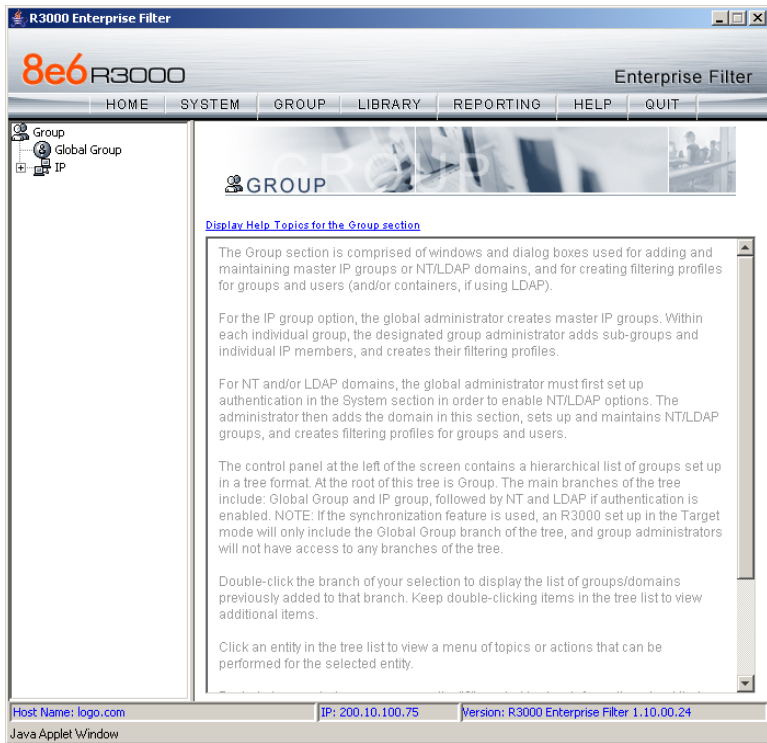 R3000 Enterprise Filter
8e6 R3000
Enterprise Filter
HOME SYSTEM GROUP LIBRARY REPORTING HELP QUIT
Group
Global Group
IP
GROUP
GROUP
Display Help Topics for the Group section
The Group section is comprised of windows and dialog boxes used for adding and
maintaining master IP groups or NT/LDAP domains, and for creating filtering profiles
for groups and users (and/or containers, if using LDAP).
For the IP group option, the global administrator creates master IP groups. Within
each individual group, the designated group administrator adds sub-groups and
individual IP members, and creates their filtering profiles.
For NT and/or LDAP domains, the global administrator must first set up
authentication in the System section in order to enable NT/LDAP options. The
administrator then adds the domain in this section, sets up and maintains NT/LDAP
groups, and creates filtering profiles for groups and users.
The control panel at the left of the screen contains a hierarchical list of groups set up
in a tree format. At the root of this tree is Group. The main branches of the tree
include: Global Group and IP group, followed by NT and LDAP if authentication is
enabled. NOTE: If the synchronization feature is used, an R3000 set up in the Target
mode will only include the Global Group branch of the tree, and group administrators
will not have access to any branches of the tree.
Double-click the branch of your selection to display the list of groups/domains
previously added to that branch. Keep double-clicking items in the tree list to view
additional items.
Click an entity in the tree list to view a menu of topics or actions that can be
performed for the selected entity.
Host Name: logo.com
IP: 200.10.100.75
Version: R3000 Enterprise Filter 1.10.00.24
Java Applet Window